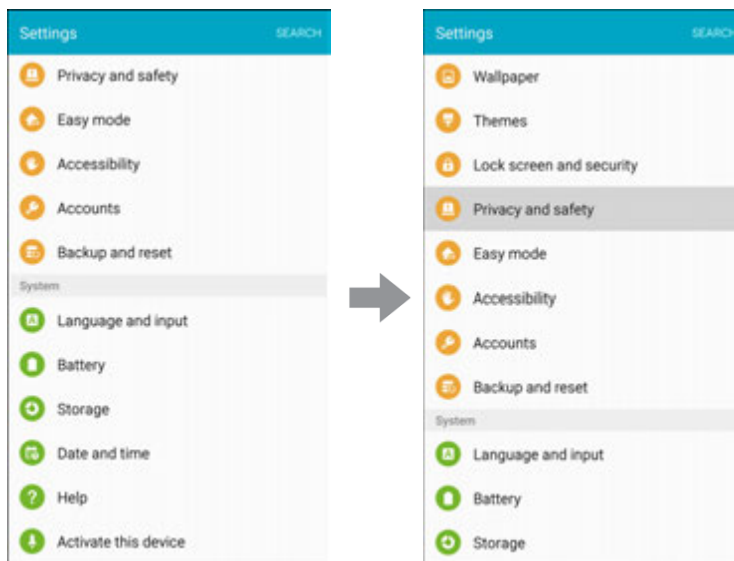 Settings SEARCH
Privacy and safety
Easy mode
Accessibility
Accounts
Backup and reset
System
Language and input
Battery
Storage
Date and time
Help
Activate this device
Settings SEARCH
Wallpaper
Themes
Lock screen and security
Privacy and safety
Easy mode
Accessibility
Accounts
Backup and reset
System
Language and input
Battery
Storage